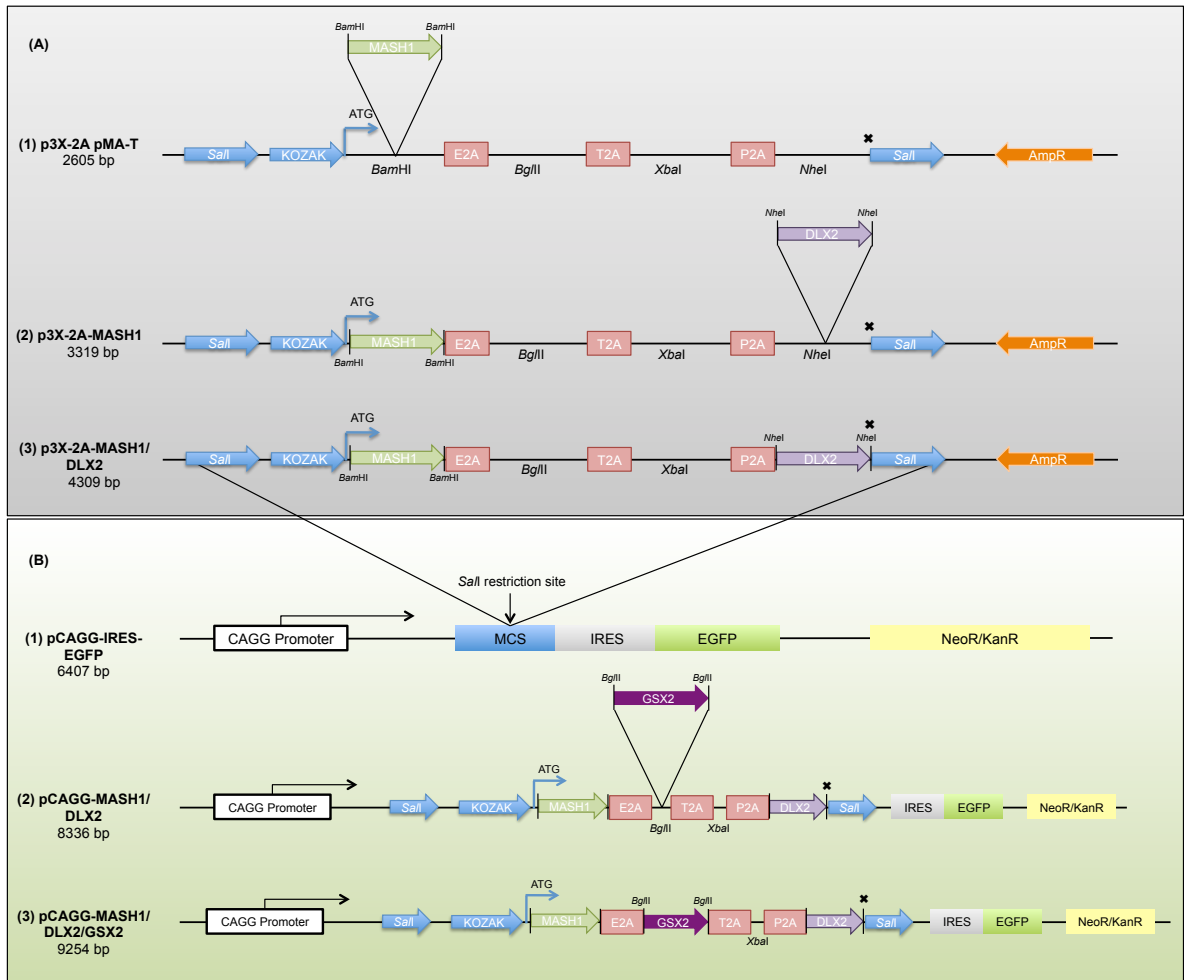 (A)
BamHI BamHI
MASH1
ATG
(1) p3X-2A pMA-T
2605 bp
SalI KOZAK BamHI E2A BglII T2A XbaI P2A NheI ✖ SalI AmpR
NheI NheI
DLX2
ATG
(2) p3X-2A-MASH1
3319 bp
SalI KOZAK MASH1 E2A BglII T2A XbaI P2A NheI ✖ SalI AmpR
BamHI BamHI
ATG
(3) p3X-2A-MASH1/
DLX2
4309 bp
NheI NheI ✖
SalI KOZAK MASH1 E2A BglII T2A XbaI P2A DLX2 SalI AmpR
BamHI BamHI
(B)
SalI restriction site
(1) pCAGG-IRES-
EGFP
6407 bp
CAGG Promoter MCS IRES EGFP NeoR/KanR
BglII BglII
GSX2
ATG
(2) pCAGG-MASH1/
DLX2
8336 bp
CAGG Promoter SalI KOZAK MASH1 E2A T2A P2A DLX2 ✖ SalI IRES EGFP NeoR/KanR
BglII XbaI
ATG
(3) pCAGG-MASH1/
DLX2/GSX2
9254 bp
BglII BglII ✖
CAGG Promoter SalI KOZAK MASH1 E2A GSX2 T2A P2A DLX2 SalI IRES EGFP NeoR/KanR
XbaI